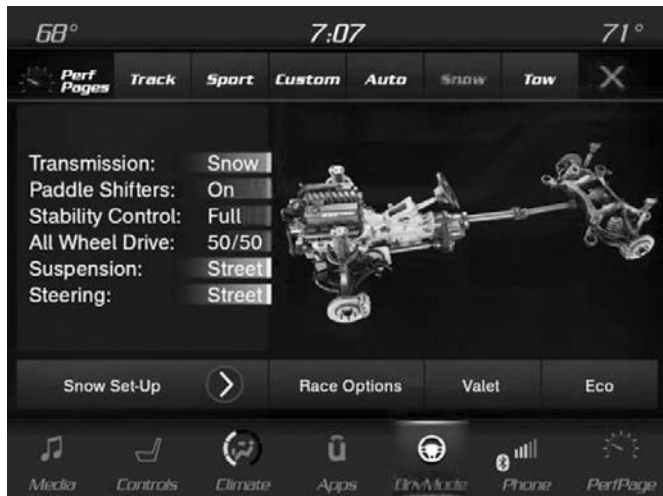 68°
7:07
71°
Perf Pages
Track
Sport
Custom
Auto
Snow
Tow
X
Transmission: Snow
Paddle Shifters: On
Stability Control: Full
All Wheel Drive: 50/50
Suspension: Street
Steering: Street
Snow Set-Up
Race Options
Valet
Eco
Media
Controls
Climate
Apps
DrivMode
Phone
PerfPage